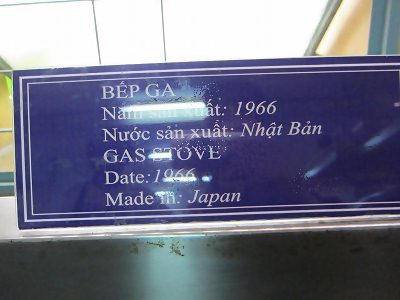 BẾP GA
Năm sản xuất: 1966
Nước sản xuất: Nhật Bản
GAS STOVE
Date:1966
Made in: Japan